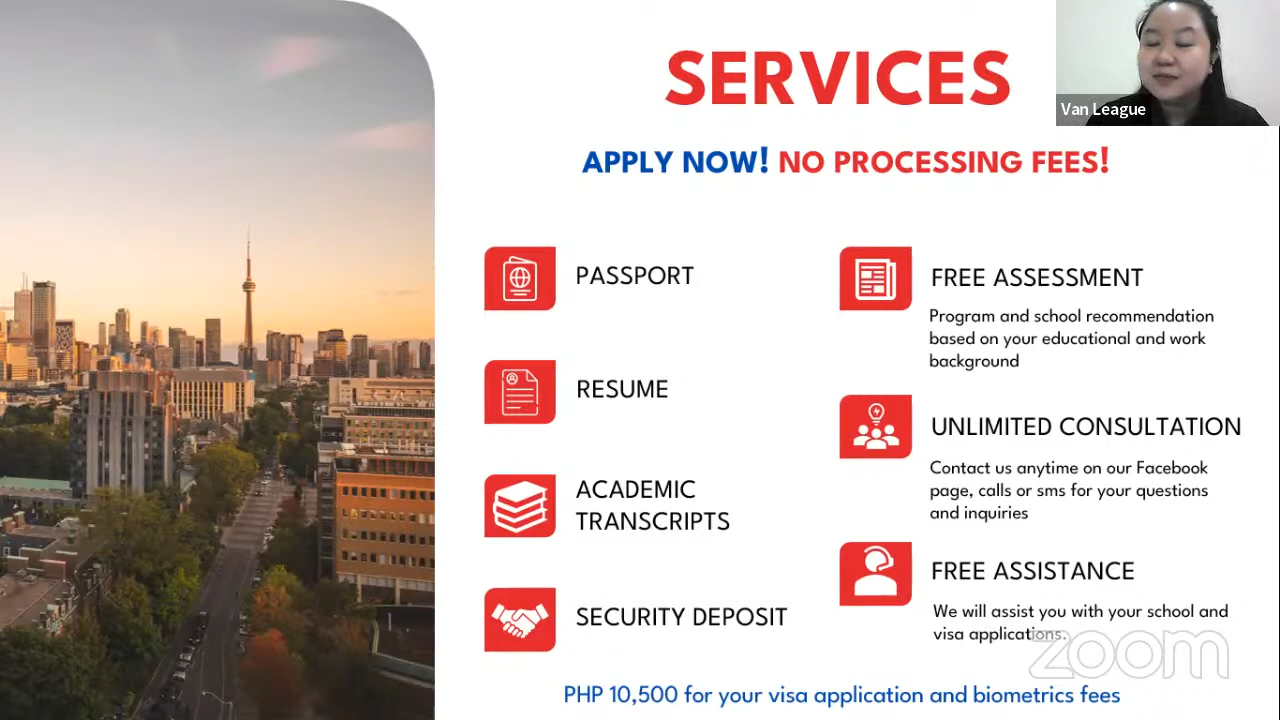 SERVICES
Van League
APPLY NOW! NO PROCESSING FEES!
PASSPORT
RESUME
ACADEMIC
TRANSCRIPTS
SECURITY DEPOSIT
FREE ASSESSMENT
Program and school recommendation
based on your educational and work
background
UNLIMITED CONSULTATION
Contact us anytime on our Facebook
page, calls or sms for your questions
and inquiries
FREE ASSISTANCE
We will assist you with your school and
visa applications.
zoom
PHP 10,500 for your visa application and biometrics fees